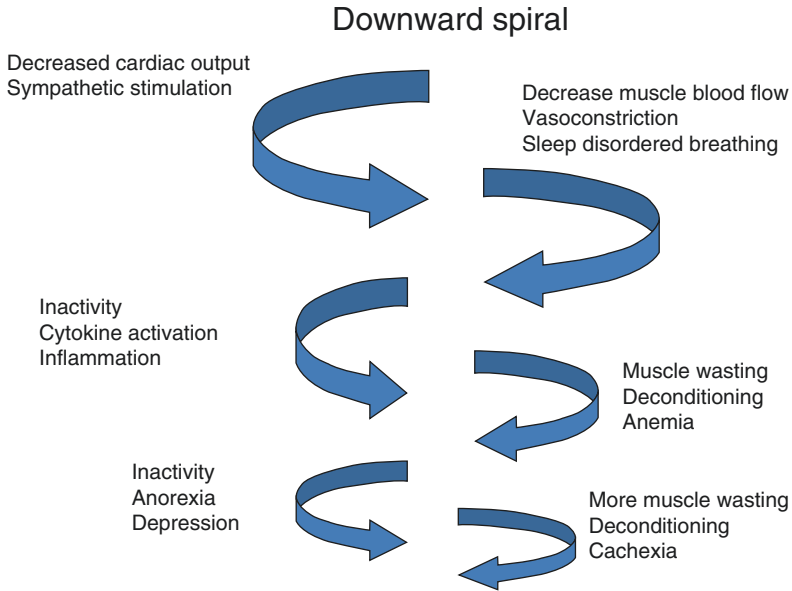 Downward spiral
Decreased cardiac output
Sympathetic stimulation
Decrease muscle blood flow
Vasoconstriction
Sleep disordered breathing
Inactivity
Cytokine activation
Inflammation
Muscle wasting
Deconditioning
Anemia
Inactivity
Anorexia
Depression
More muscle wasting
Deconditioning
Cachexia